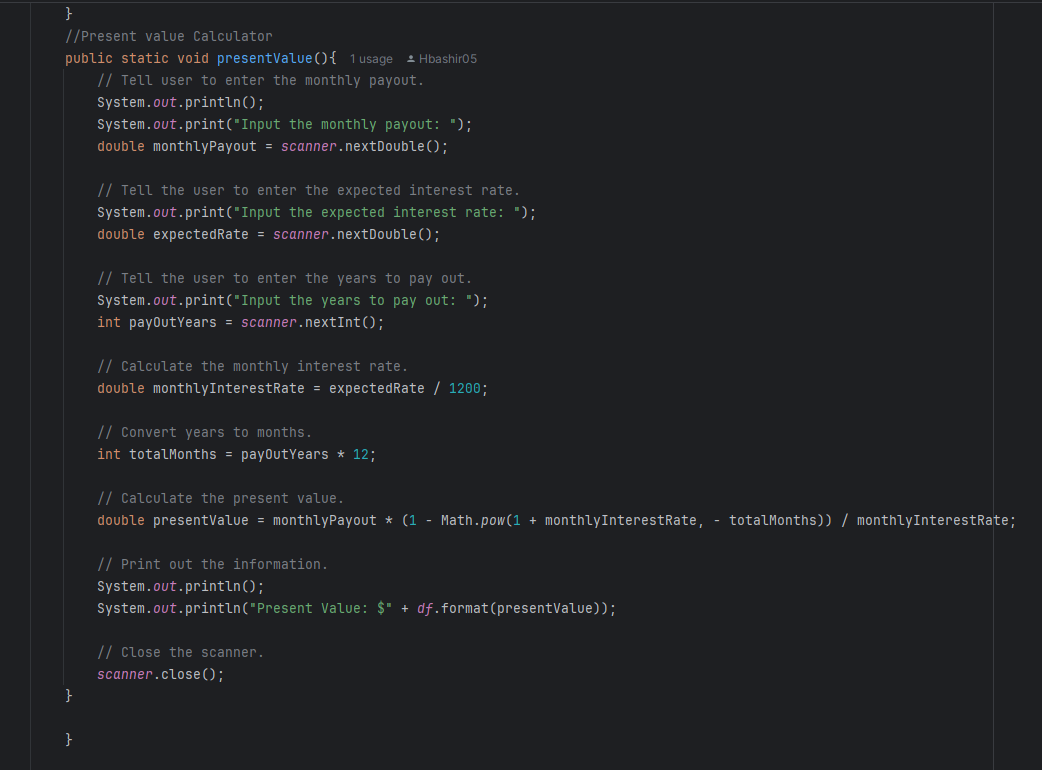 }
//Present value Calculator
public static void presentValue(){ 1 usage Hbashir05
// Tell user to enter the monthly payout.
System.out.println();
System.out.print("Input the monthly payout: ");
double monthlyPayout = scanner.nextDouble();
// Tell the user to enter the expected interest rate.
System.out.print("Input the expected interest rate: ");
double expectedRate = scanner.nextDouble();
// Tell the user to enter the years to pay out.
System.out.print("Input the years to pay out: ");
int payOutYears = scanner.nextInt();
// Calculate the monthly interest rate.
double monthlyInterestRate = expectedRate / 1200;
// Convert years to months.
int totalMonths = payOutYears * 12;
// Calculate the present value.
double presentValue = monthlyPayout * (1 - Math.pow(1 + monthlyInterestRate, - totalMonths)) / monthlyInterestRate;
// Print out the information.
System.out.println();
System.out.println("Present Value: $" + df.format(presentValue));
// Close the scanner.
scanner.close();
}
}